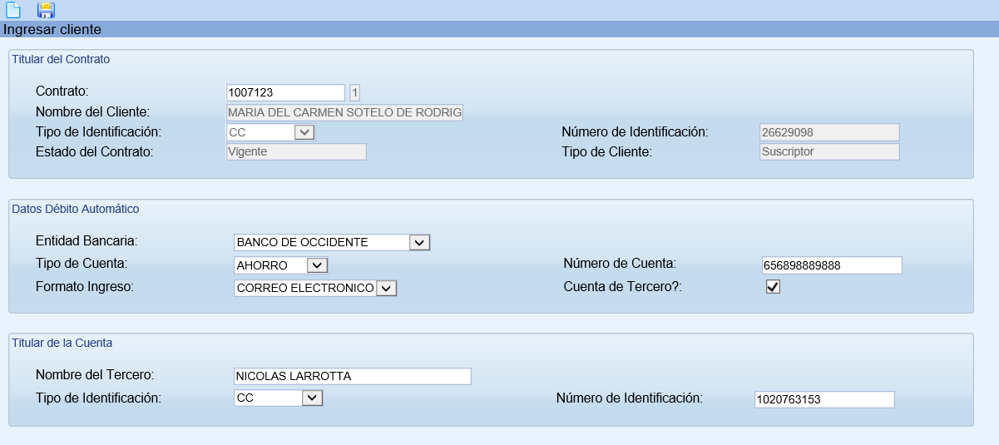 Ingresar cliente
Titular del Contrato
Contrato: 1007123 1
Nombre del Cliente: MARIA DEL CARMEN SOTELO DE RODRIG
Tipo de Identificación: CC Número de Identificación: 26629098
Estado del Contrato: Vigente Tipo de Cliente: Suscriptor
Datos Débito Automático
Entidad Bancaria: BANCO DE OCCIDENTE
Tipo de Cuenta: AHORRO Número de Cuenta: 656898889888
Formato Ingreso: CORREO ELECTRONICO Cuenta de Tercero?:
Titular de la Cuenta
Nombre del Tercero: NICOLAS LARROTTA
Tipo de Identificación: CC Número de Identificación: 1020763153